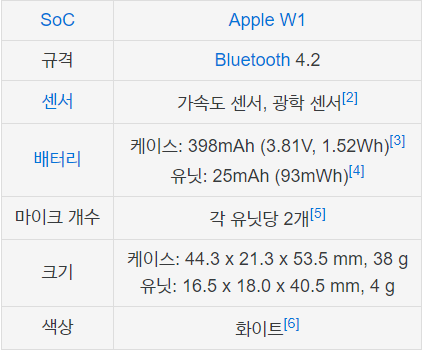 SoC Apple W1
규격 Bluetooth 4.2
센서 가속도 센서, 광학 센서[2]
배터리 케이스: 398mAh (3.81V, 1.52Wh)[3]
유닛: 25mAh (93mWh)[4]
마이크 개수 각 유닛당 2개[5]
크기 케이스: 44.3 x 21.3 x 53.5 mm, 38 g
유닛: 16.5 x 18.0 x 40.5 mm, 4 g
색상 화이트[6]